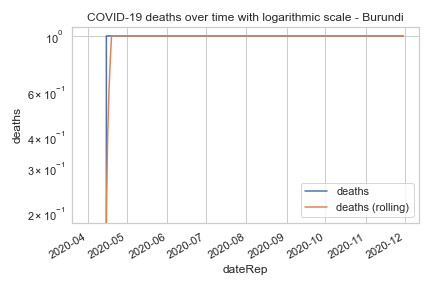 COVID-19 deaths over time with logarithmic scale - Burundi
10⁰
6 × 10⁻¹
4 × 10⁻¹
3 × 10⁻¹
2 × 10⁻¹
deaths
deaths
deaths (rolling)
2020-04
2020-05
2020-06
2020-07
2020-08
2020-09
2020-10
2020-11
2020-12
dateRep